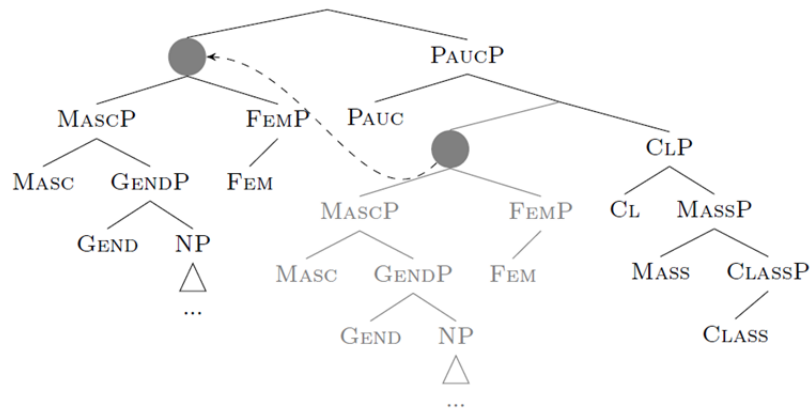 PAUCP
MASCP FEMP PAUC
CLP
MASC GENDP FEM
MASCP FEMP CL MASSP
GEND NP
MASC GENDP FEM MASS CLASSP
...
GEND NP CLASS
...